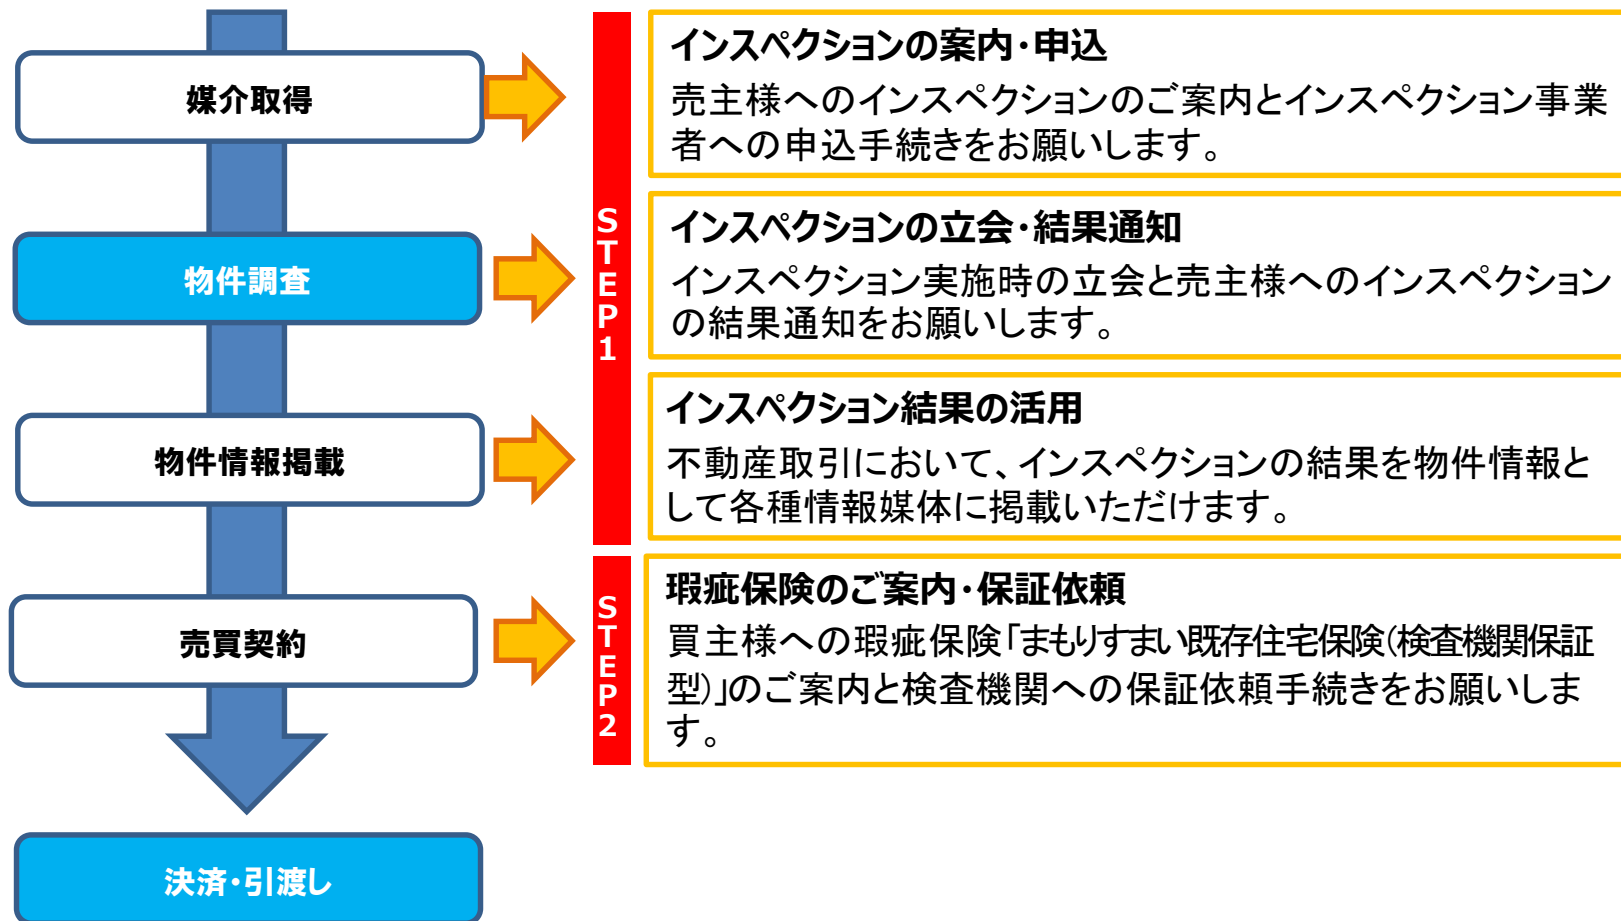 媒介取得
インスペクションの案内・申込
売主様へのインスペクションのご案内とインスペクション事業
者への申込手続きをお願いします。
物件調査
インスペクションの立会・結果通知
インスペクション実施時の立会と売主様へのインスペクション
の結果通知をお願いします。
物件情報掲載
インスペクション結果の活用
不動産取引において、インスペクションの結果を物件情報と
して各種情報媒体に掲載いただけます。
STEP1
売買契約
瑕疵保険のご案内・保証依頼
買主様への瑕疵保険「まもりすまい既存住宅保険(検査機関保証
型)」のご案内と検査機関への保証依頼手続きをお願いしま
す。
STEP2
決済・引渡し